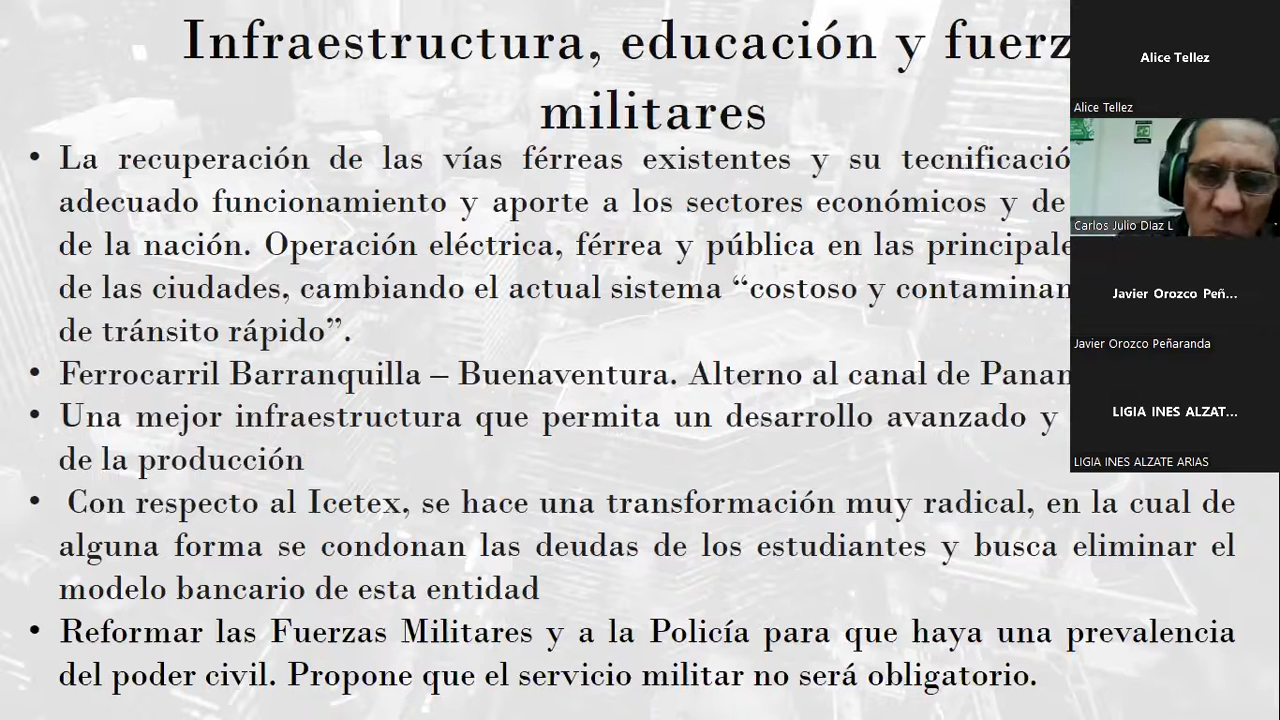 Infraestructura, educación y fuerz
militares
• La recuperación de las vías férreas existentes y su tecnificació
adecuado funcionamiento y aporte a los sectores económicos y de
de la nación. Operación eléctrica, férrea y pública en las principale
de las ciudades, cambiando el actual sistema “costoso y contaminan
de tránsito rápido”.
• Ferrocarril Barranquilla – Buenaventura. Alterno al canal de Panam
• Una mejor infraestructura que permita un desarrollo avanzado y
de la producción
• Con respecto al Icetex, se hace una transformación muy radical, en la cual de
alguna forma se condonan las deudas de los estudiantes y busca eliminar el
modelo bancario de esta entidad
• Reformar las Fuerzas Militares y a la Policía para que haya una prevalencia
del poder civil. Propone que el servicio militar no será obligatorio.
Alice Tellez
Alice Tellez
Carlos Julio DIaz L
Javier Orozco Peñ...
Javier Orozco Peñaranda
LIGIA INES ALZAT...
LIGIA INES ALZATE ARIAS